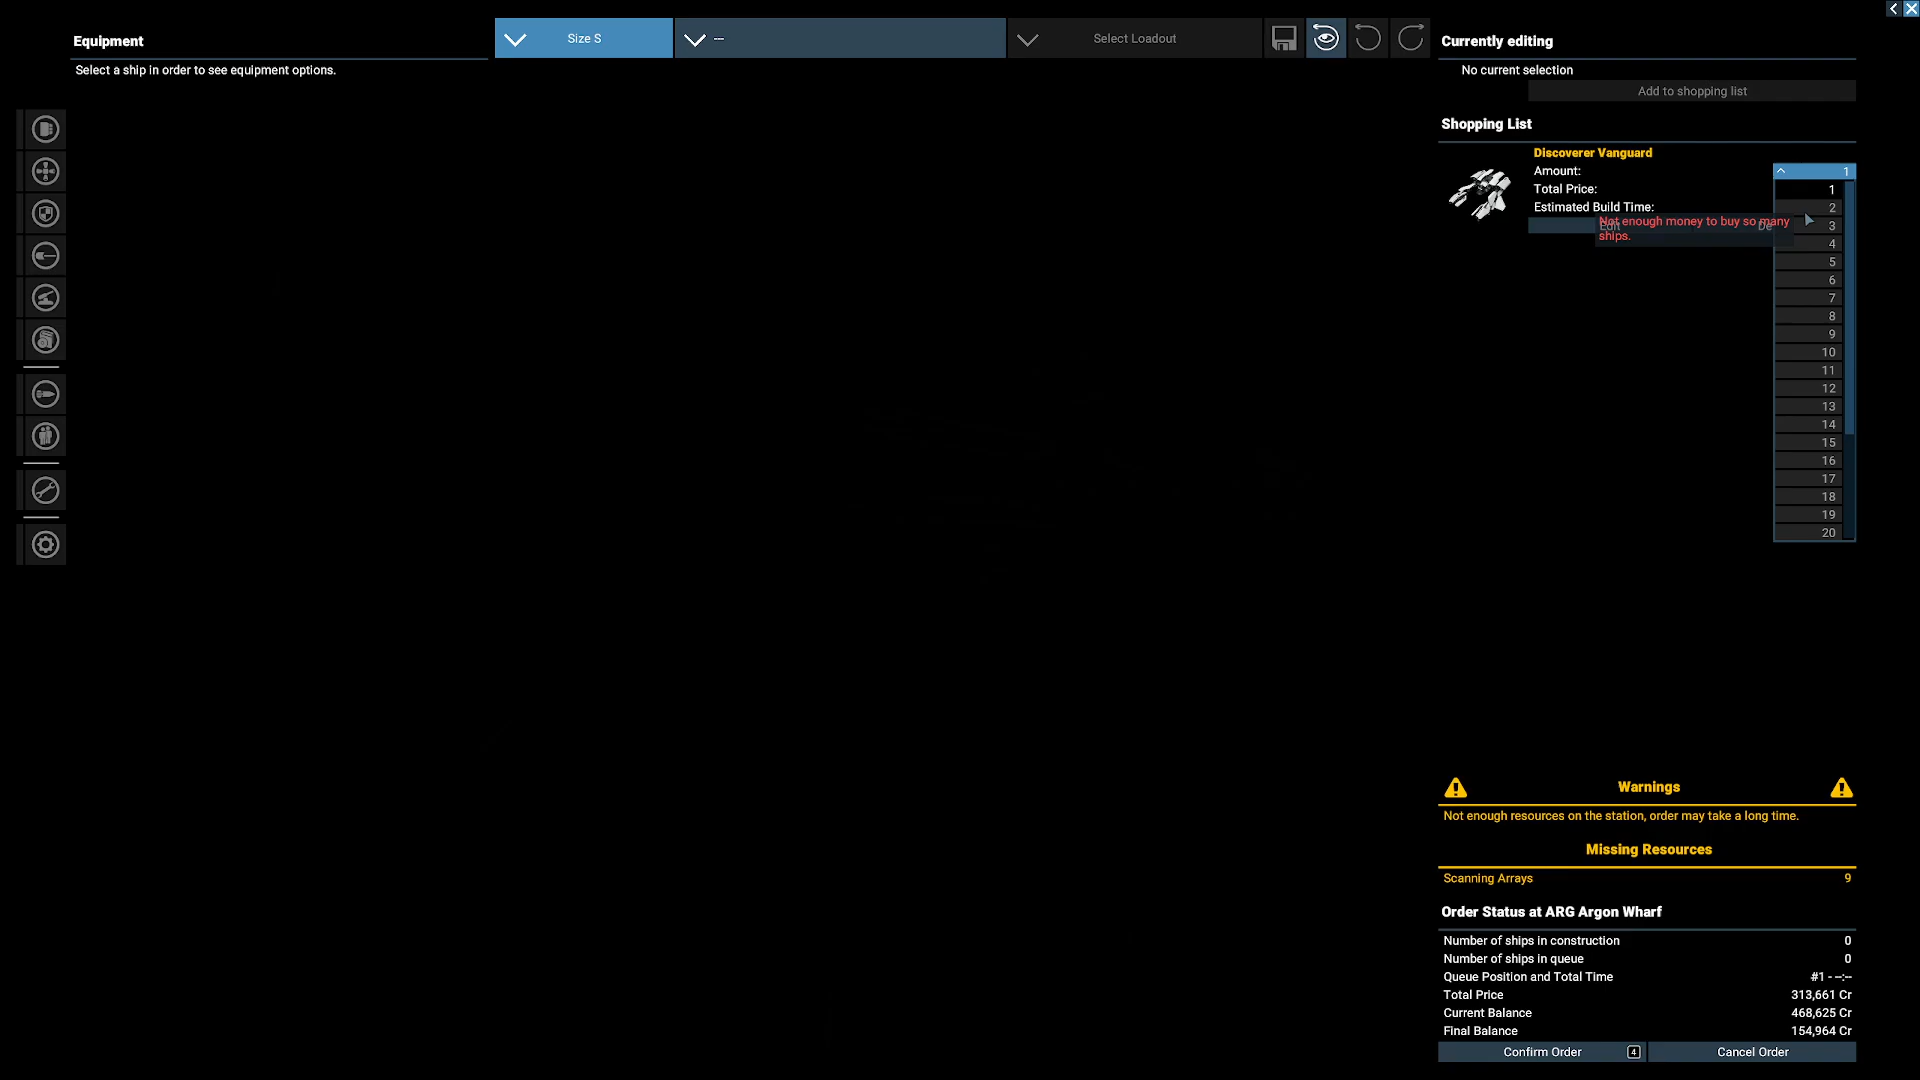 Equipment
Select a ship in order to see equipment options.
Size S
--
Select Loadout
Currently editing
No current selection
Add to shopping list
Shopping List
Discoverer Vanguard
Amount:
1
Total Price:
Estimated Build Time:
Edit
De
Not enough money to buy so many
ships.
1
2
3
4
5
6
7
8
9
10
11
12
13
14
15
16
17
18
19
20
Warnings
Not enough resources on the station, order may take a long time.
Missing Resources
Scanning Arrays 9
Order Status at ARG Argon Wharf
Number of ships in construction 0
Number of ships in queue 0
Queue Position and Total Time #1 - --:--
Total Price 313,661 Cr
Current Balance 468,625 Cr
Final Balance 154,964 Cr
Confirm Order 4
Cancel Order